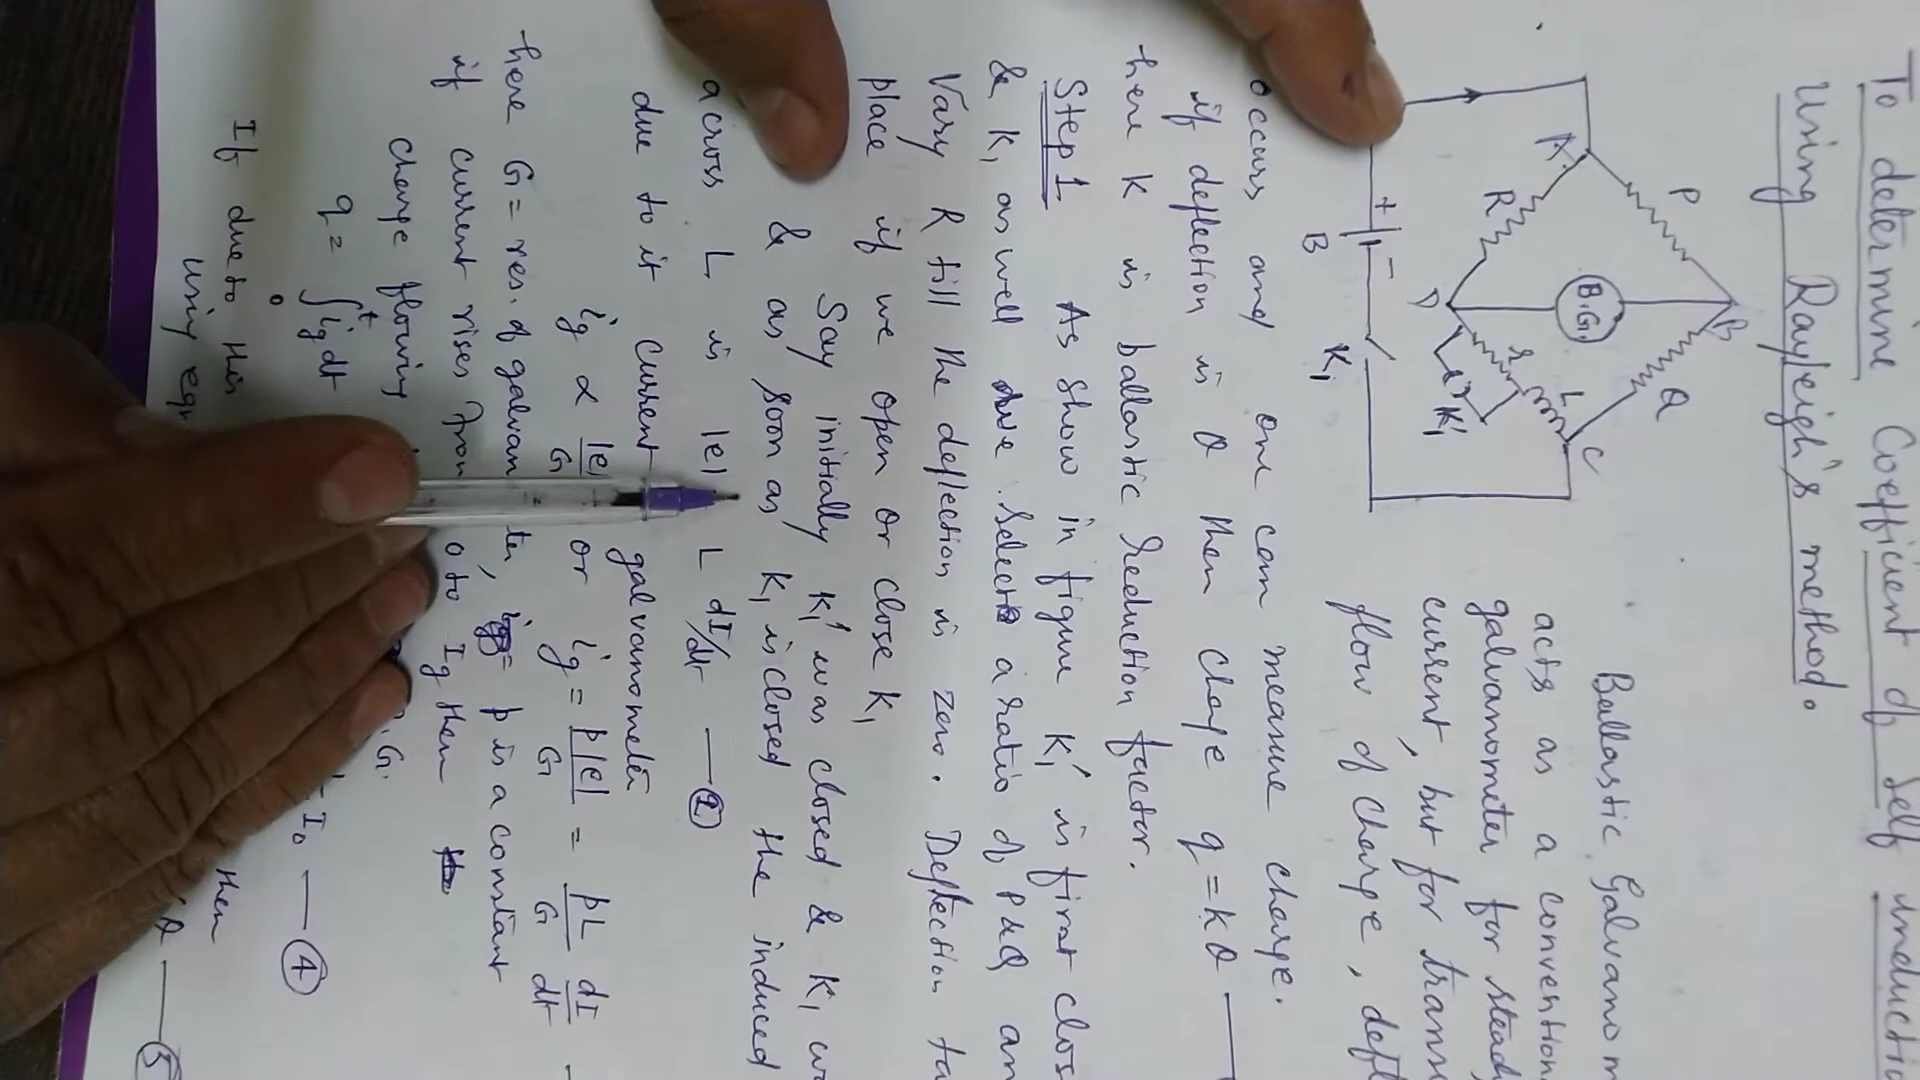 To determine Coefficient of Self inducti
Using Rayleigh's method.
P
B
Q
A
B.G.
C
R
L
r
D
K₁'
+ -
B
K₁
Ballastic Galvanom
acts as a convention
galvanometer for steady
current, but for trans
flow of charge, defl
occurs and one can measure charge.
if deflection is θ then charge q = kθ —
here k is ballastic reduction factor.
Step 1 As show in figure K₁' is first clos
& K₁ as well Select a ratio of P & Q an
Vary R till the deflection is zero. Deflection ta
place if we open or close K₁
Say initially K₁' was closed & K₁ w
& as soon as K₁ is closed the induced
across L is |e| L dI/dt — ②
due to it current galvanometer
i_g α |e|/G or i_g = p|e|/G = pL/G dI/dt —
here G = res. of galvan ter, p is a constant
if current rises from 0 to I_g then
charge flowing B.G.
q = ∫₀ᵗ i_g dt I₀ — ④
If due to this then
using eqn θ — ⑤